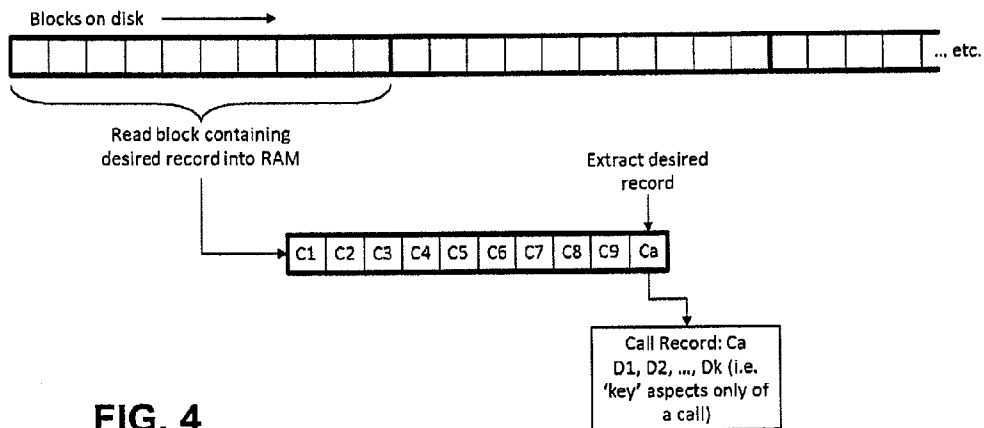 Blocks on disk
... etc.
Read block containing
desired record into RAM
Extract desired
record
C1 C2 C3 C4 C5 C6 C7 C8 C9 Ca
Call Record: Ca
D1, D2, ..., Dk (i.e.
'key' aspects only of
a call)
FIG. 4